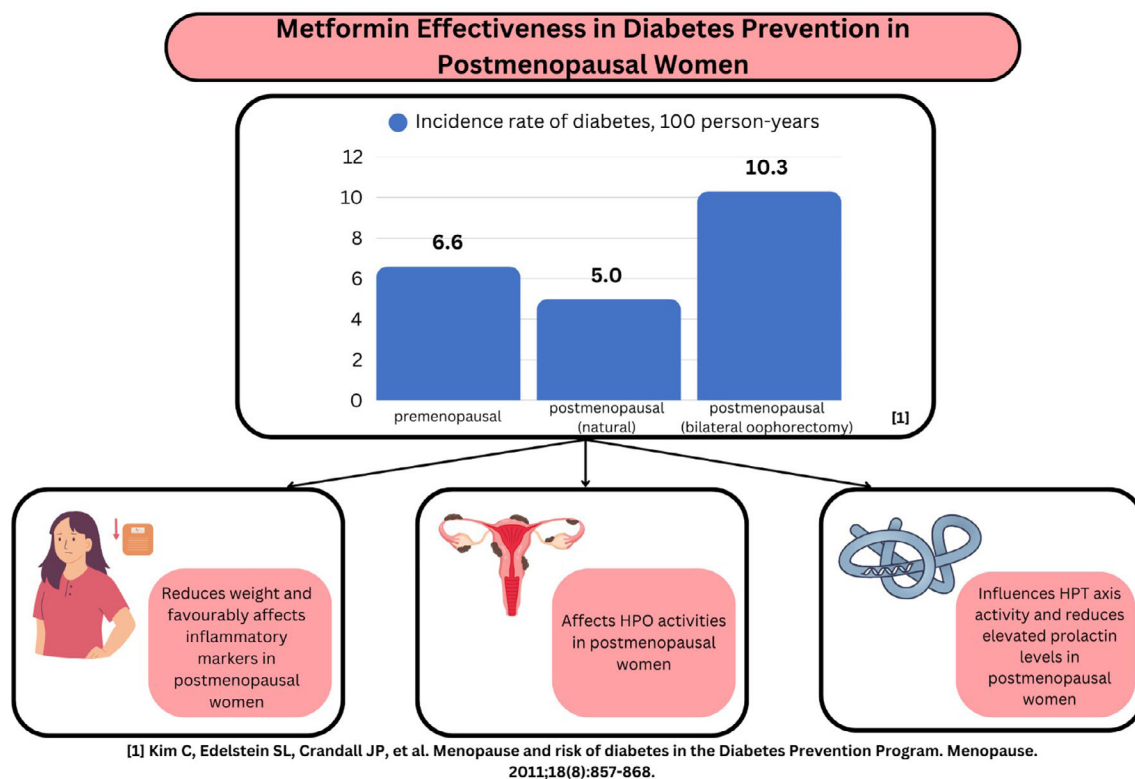 Metformin Effectiveness in Diabetes Prevention in
Postmenopausal Women
Incidence rate of diabetes, 100 person-years
12
10
8
6
4
2
0
6.6
5.0
10.3
premenopausal
postmenopausal
(natural)
postmenopausal
(bilateral oophorectomy)
[1]
Reduces weight and
favourably affects
inflammatory
markers in
postmenopausal
women
Affects HPO activities
in postmenopausal
women
Influences HPT axis
activity and reduces
elevated prolactin
levels in
postmenopausal
women
[1] Kim C, Edelstein SL, Crandall JP, et al. Menopause and risk of diabetes in the Diabetes Prevention Program. Menopause.
2011;18(8):857-868.